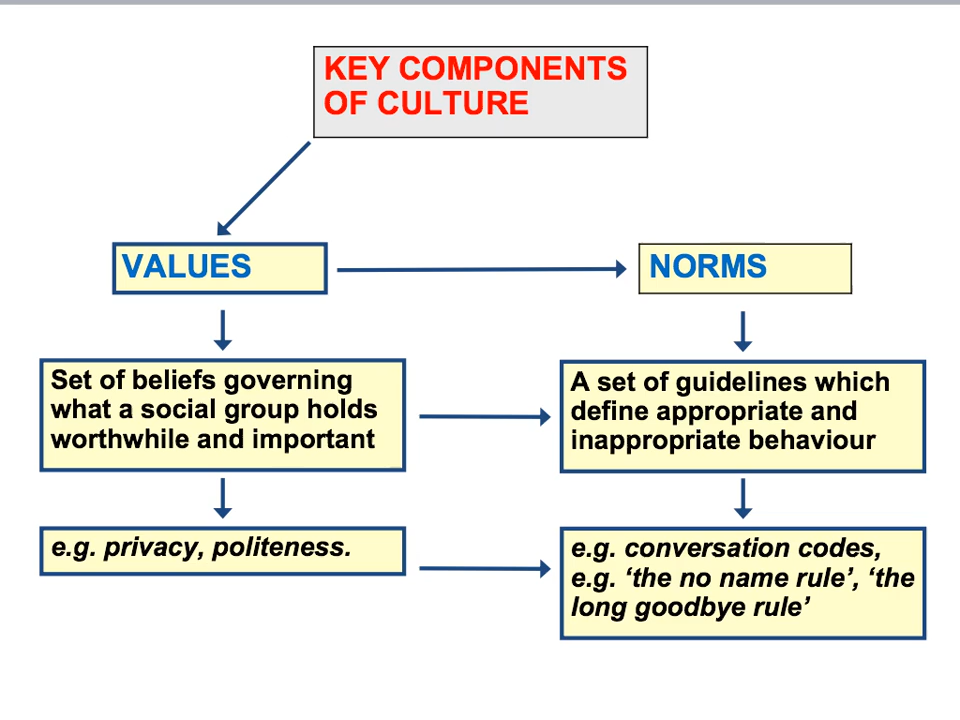 KEY COMPONENTS
OF CULTURE
VALUES
NORMS
Set of beliefs governing
what a social group holds
worthwhile and important
A set of guidelines which
define appropriate and
inappropriate behaviour
e.g. privacy, politeness.
e.g. conversation codes,
e.g. ‘the no name rule’, ‘the
long goodbye rule’